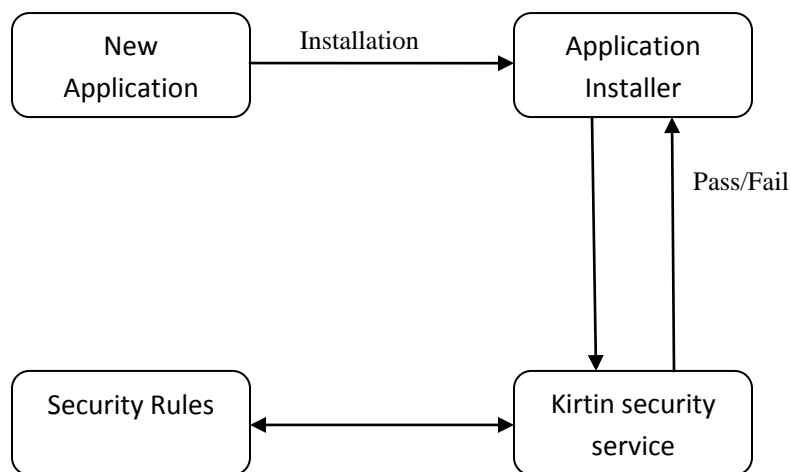 New
Application
Installation
Application
Installer
Pass/Fail
Security Rules
Kirtin security
service